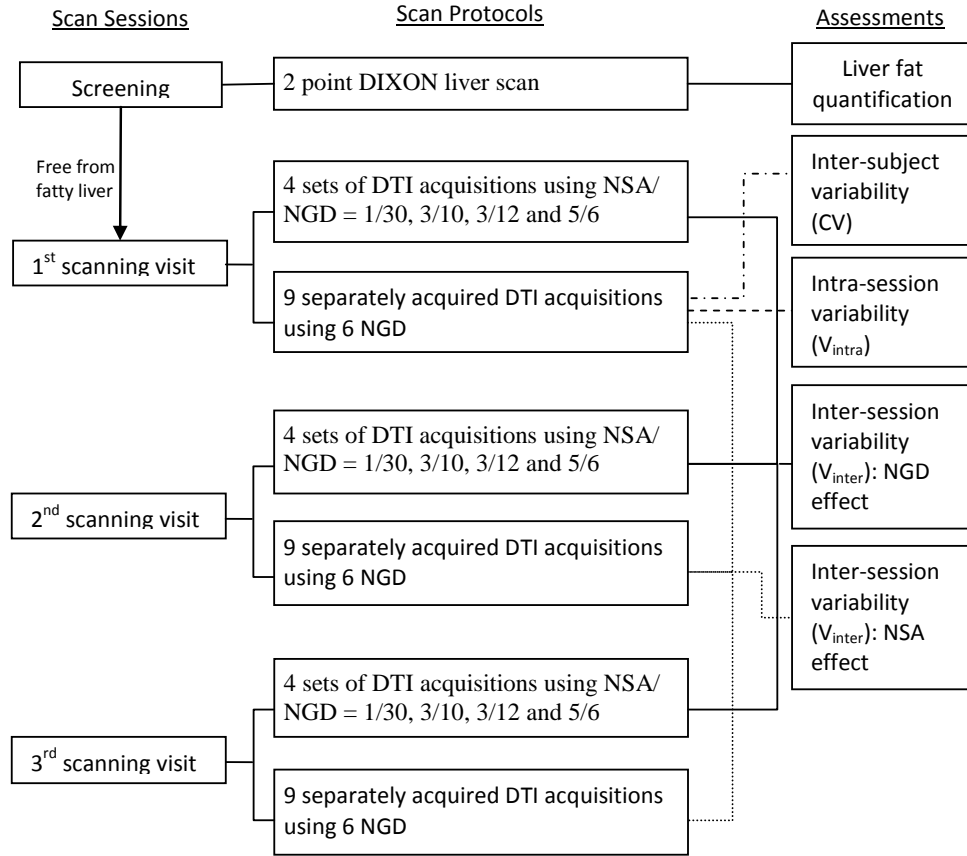 Scan Sessions
Scan Protocols
Assessments
Screening
2 point DIXON liver scan
Liver fat
quantification
Free from
fatty liver
4 sets of DTI acquisitions using NSA/
NGD = 1/30, 3/10, 3/12 and 5/6
Inter-subject
variability
(CV)
1st scanning visit
9 separately acquired DTI acquisitions
using 6 NGD
Intra-session
variability
(Vintra)
4 sets of DTI acquisitions using NSA/
NGD = 1/30, 3/10, 3/12 and 5/6
Inter-session
variability
(Vinter): NGD
effect
2nd scanning visit
9 separately acquired DTI acquisitions
using 6 NGD
Inter-session
variability
(Vinter): NSA
effect
4 sets of DTI acquisitions using NSA/
NGD = 1/30, 3/10, 3/12 and 5/6
3rd scanning visit
9 separately acquired DTI acquisitions
using 6 NGD